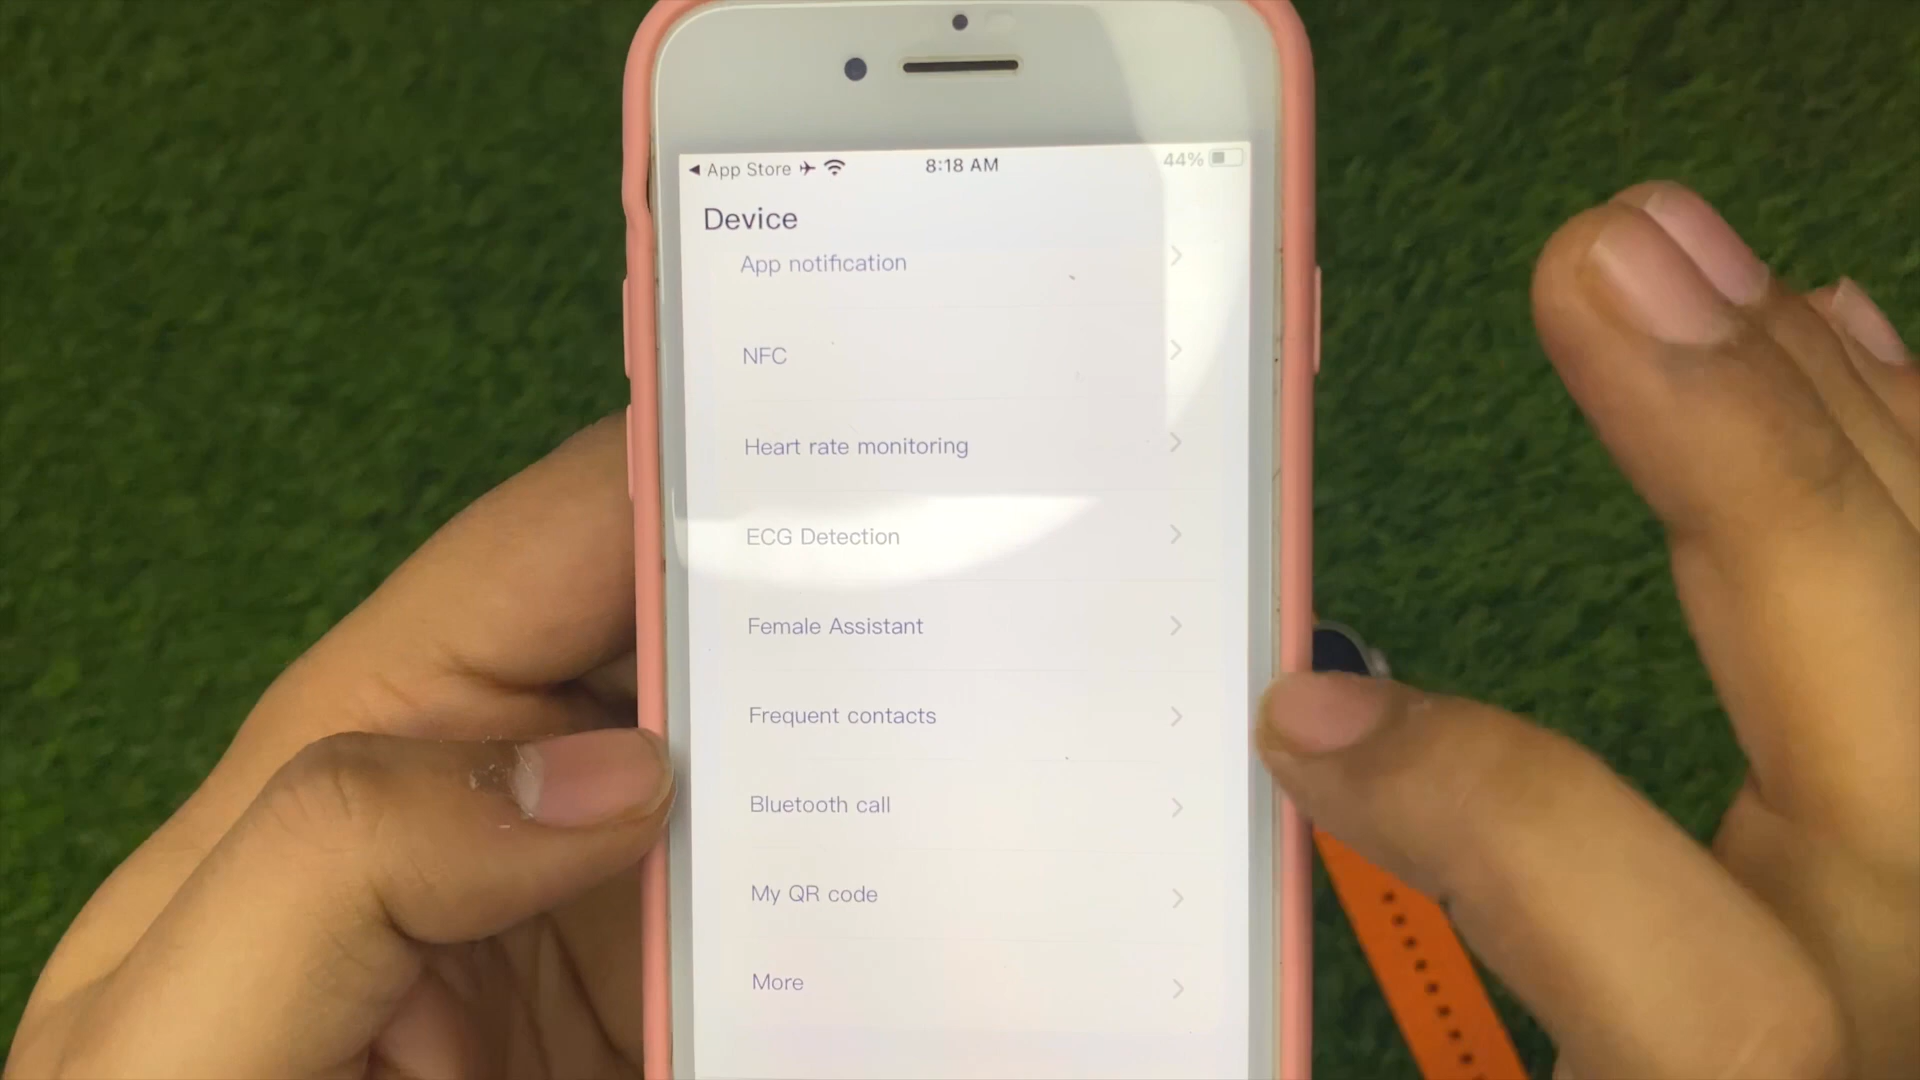 ◄ App Store 8:18 AM 44%
Device
App notification
NFC
Heart rate monitoring
ECG Detection
Female Assistant
Frequent contacts
Bluetooth call
My QR code
More